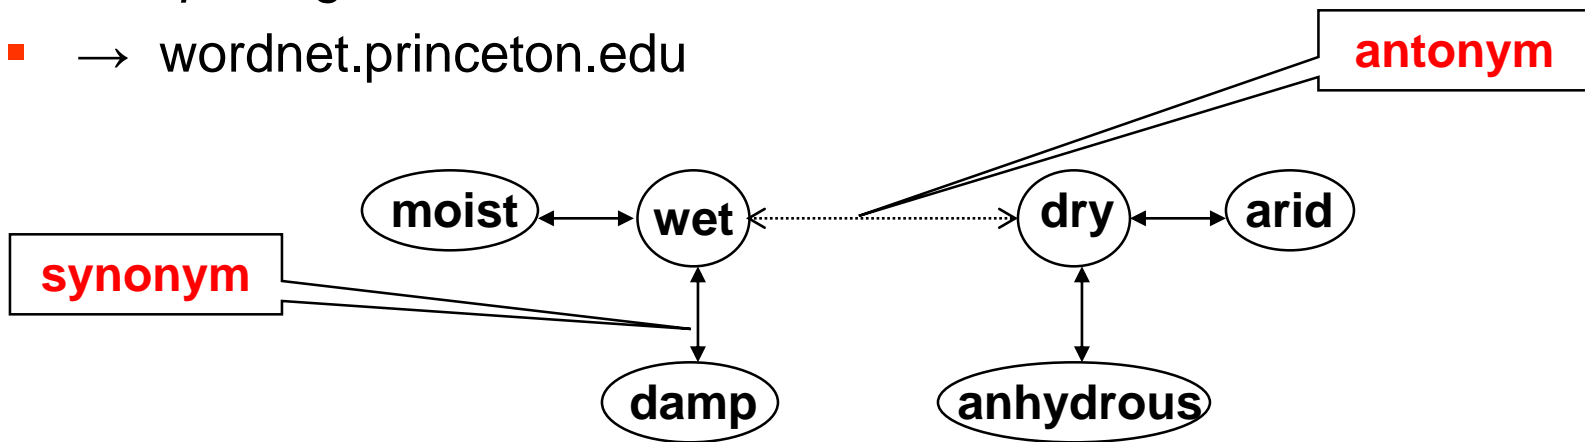 → wordnet.princeton.edu
antonym
moist wet dry arid
synonym
damp anhydrous